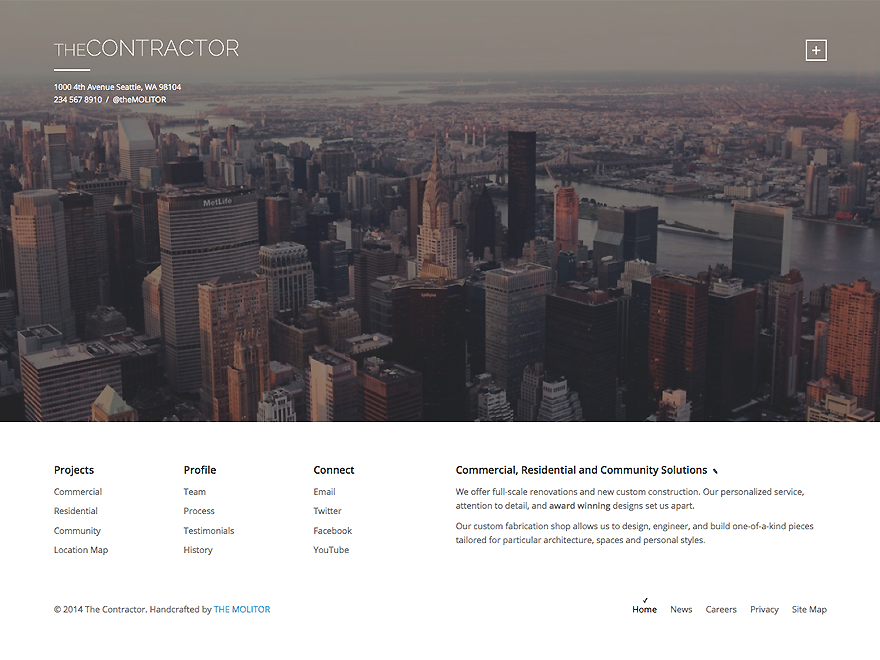 THECONTRACTOR
1000 4th Avenue Seattle, WA 98104
234 567 8910 / @theMOLITOR
MetLife
Projects
Commercial
Residential
Community
Location Map
Profile
Team
Process
Testimonials
History
Connect
Email
Twitter
Facebook
YouTube
Commercial, Residential and Community Solutions
We offer full-scale renovations and new custom construction. Our personalized service,
attention to detail, and award winning designs set us apart.
Our custom fabrication shop allows us to design, engineer, and build one-of-a-kind pieces
tailored for particular architecture, spaces and personal styles.
© 2014 The Contractor. Handcrafted by THE MOLITOR
Home News Careers Privacy Site Map